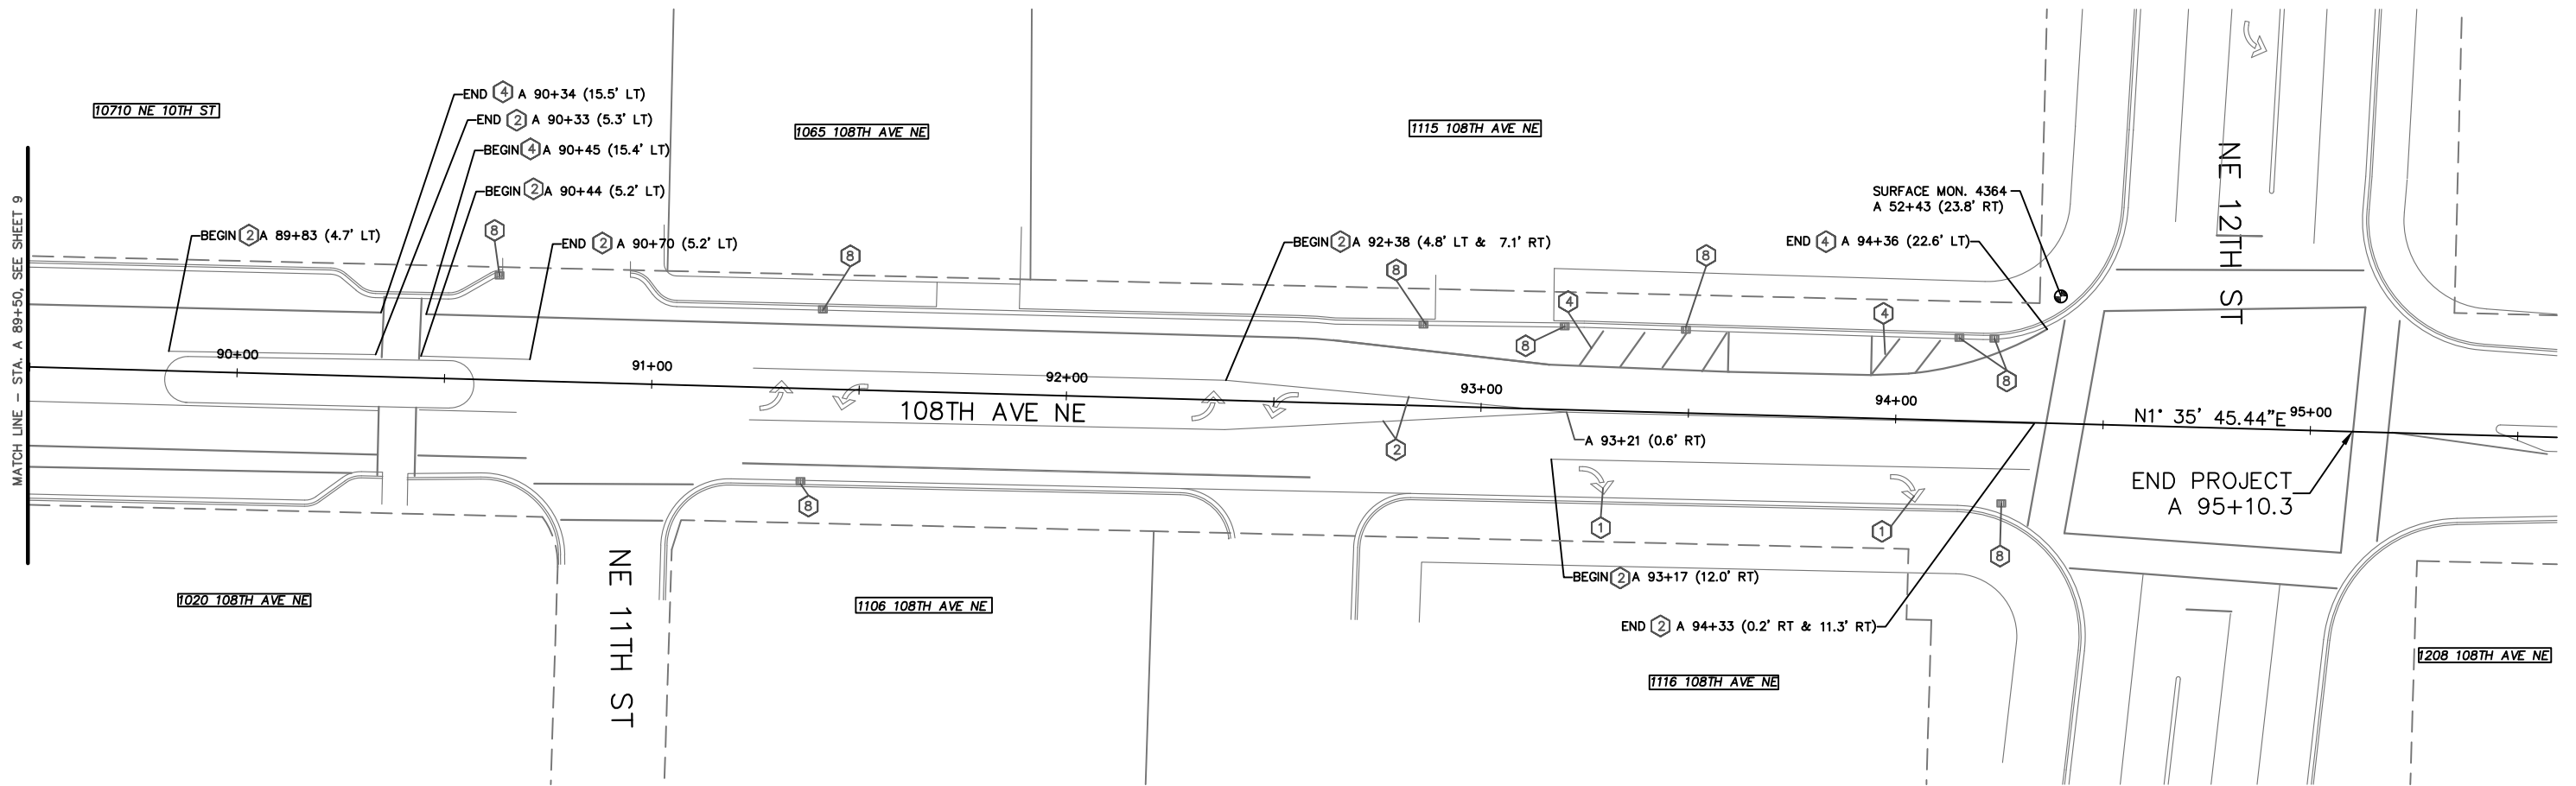 MATCH LINE – STA. A 89+50, SEE SHEET 9
10710 NE 10TH ST
END 4 A 90+34 (15.5' LT)
END 2 A 90+33 (5.3' LT)
BEGIN 4 A 90+45 (15.4' LT)
BEGIN 2 A 90+44 (5.2' LT)
BEGIN 2 A 89+83 (4.7' LT)
8
END 2 A 90+70 (5.2' LT)
1065 108TH AVE NE
8
1115 108TH AVE NE
BEGIN 2 A 92+38 (4.8' LT & 7.1' RT)
8
8
4
8
4
8
SURFACE MON. 4364
A 52+43 (23.8' RT)
END 4 A 94+36 (22.6' LT)
NE 12TH ST
90+00
91+00
92+00
93+00
94+00
95+00
108TH AVE NE
N1° 35' 45.44"E
2
A 93+21 (0.6' RT)
END PROJECT
A 95+10.3
8
1
1
8
BEGIN 2 A 93+17 (12.0' RT)
END 2 A 94+33 (0.2' RT & 11.3' RT)
NE 11TH ST
1020 108TH AVE NE
1106 108TH AVE NE
1116 108TH AVE NE
1208 108TH AVE NE